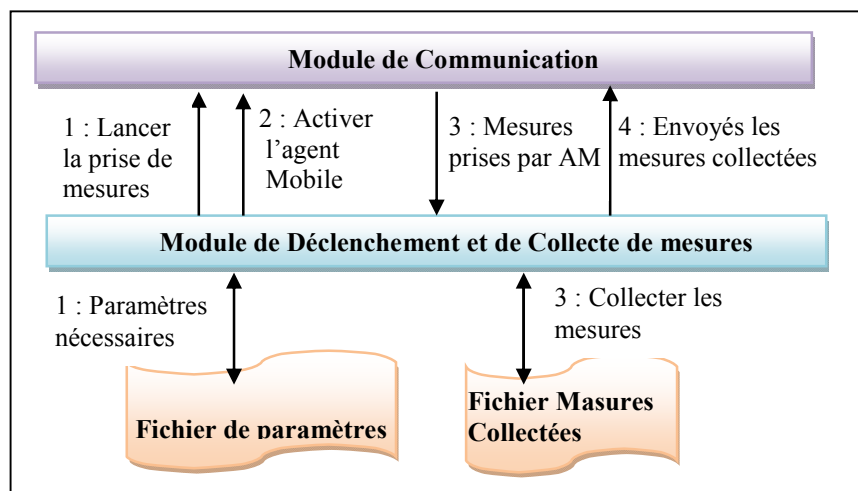 Module de Communication
1 : Lancer
la prise de
mesures
2 : Activer
l’agent
Mobile
3 : Mesures
prises par AM
4 : Envoyés les
mesures collectées
Module de Déclenchement et de Collecte de mesures
1 : Paramètres
nécessaires
3 : Collecter les
mesures
Fichier de paramètres
Fichier Masures
Collectées